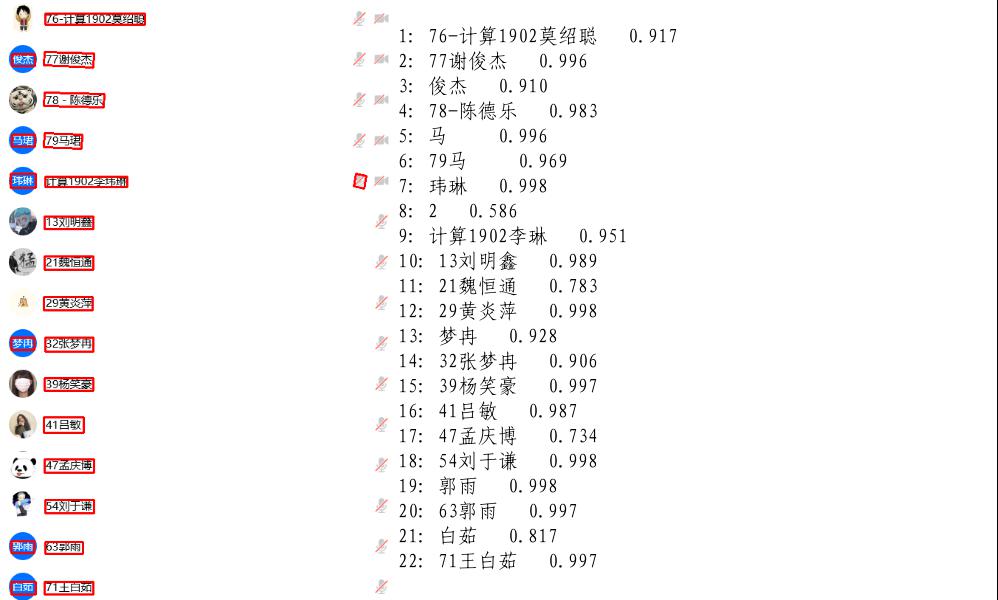 76-计算1902莫绍聪
俊杰 77谢俊杰
78 - 陈德乐
马珺 79马珺
玮琳 计算1902李玮琳
13刘明鑫
猛
21魏恒通
29黄炎萍
梦冉 32张梦冉
39杨笑豪
41吕敏
47孟庆博
54刘于谦
郭雨 63郭雨
白茹 71王白茹
1: 76-计算1902莫绍聪 0.917
2: 77谢俊杰 0.996
3: 俊杰 0.910
4: 78-陈德乐 0.983
5: 马 0.996
6: 79马 0.969
7: 玮琳 0.998
8: 2 0.586
9: 计算1902李琳 0.951
10: 13刘明鑫 0.989
11: 21魏恒通 0.783
12: 29黄炎萍 0.998
13: 梦冉 0.928
14: 32张梦冉 0.906
15: 39杨笑豪 0.997
16: 41吕敏 0.987
17: 47孟庆博 0.734
18: 54刘于谦 0.998
19: 郭雨 0.998
20: 63郭雨 0.997
21: 白茹 0.817
22: 71王白茹 0.997